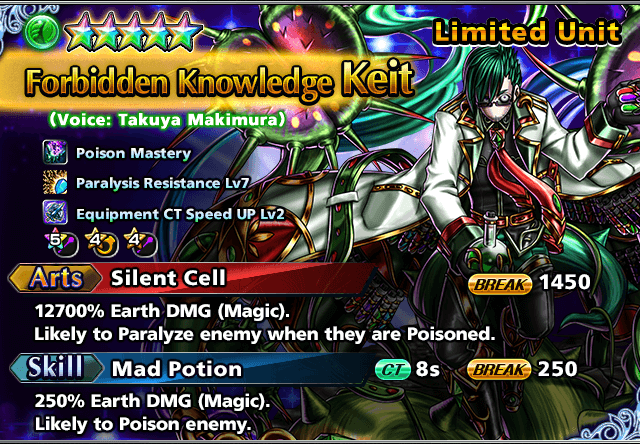 Limited Unit
Forbidden Knowledge Keit
(Voice: Takuya Makimura)
Poison Mastery
Paralysis Resistance Lv7
Equipment CT Speed UP Lv2
5 4 4
Arts Silent Cell BREAK 1450
12700% Earth DMG (Magic).
Likely to Paralyze enemy when they are Poisoned.
Skill Mad Potion CT 8s BREAK 250
250% Earth DMG (Magic).
Likely to Poison enemy.